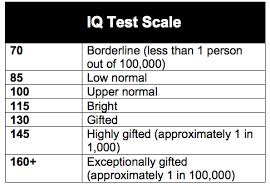 IQ Test Scale
70 Borderline (less than 1 person
out of 100,000)
85 Low normal
100 Upper normal
115 Bright
130 Gifted
145 Highly gifted (approximately 1 in
1,000)
160+ Exceptionally gifted
(approximately 1 in 100,000)